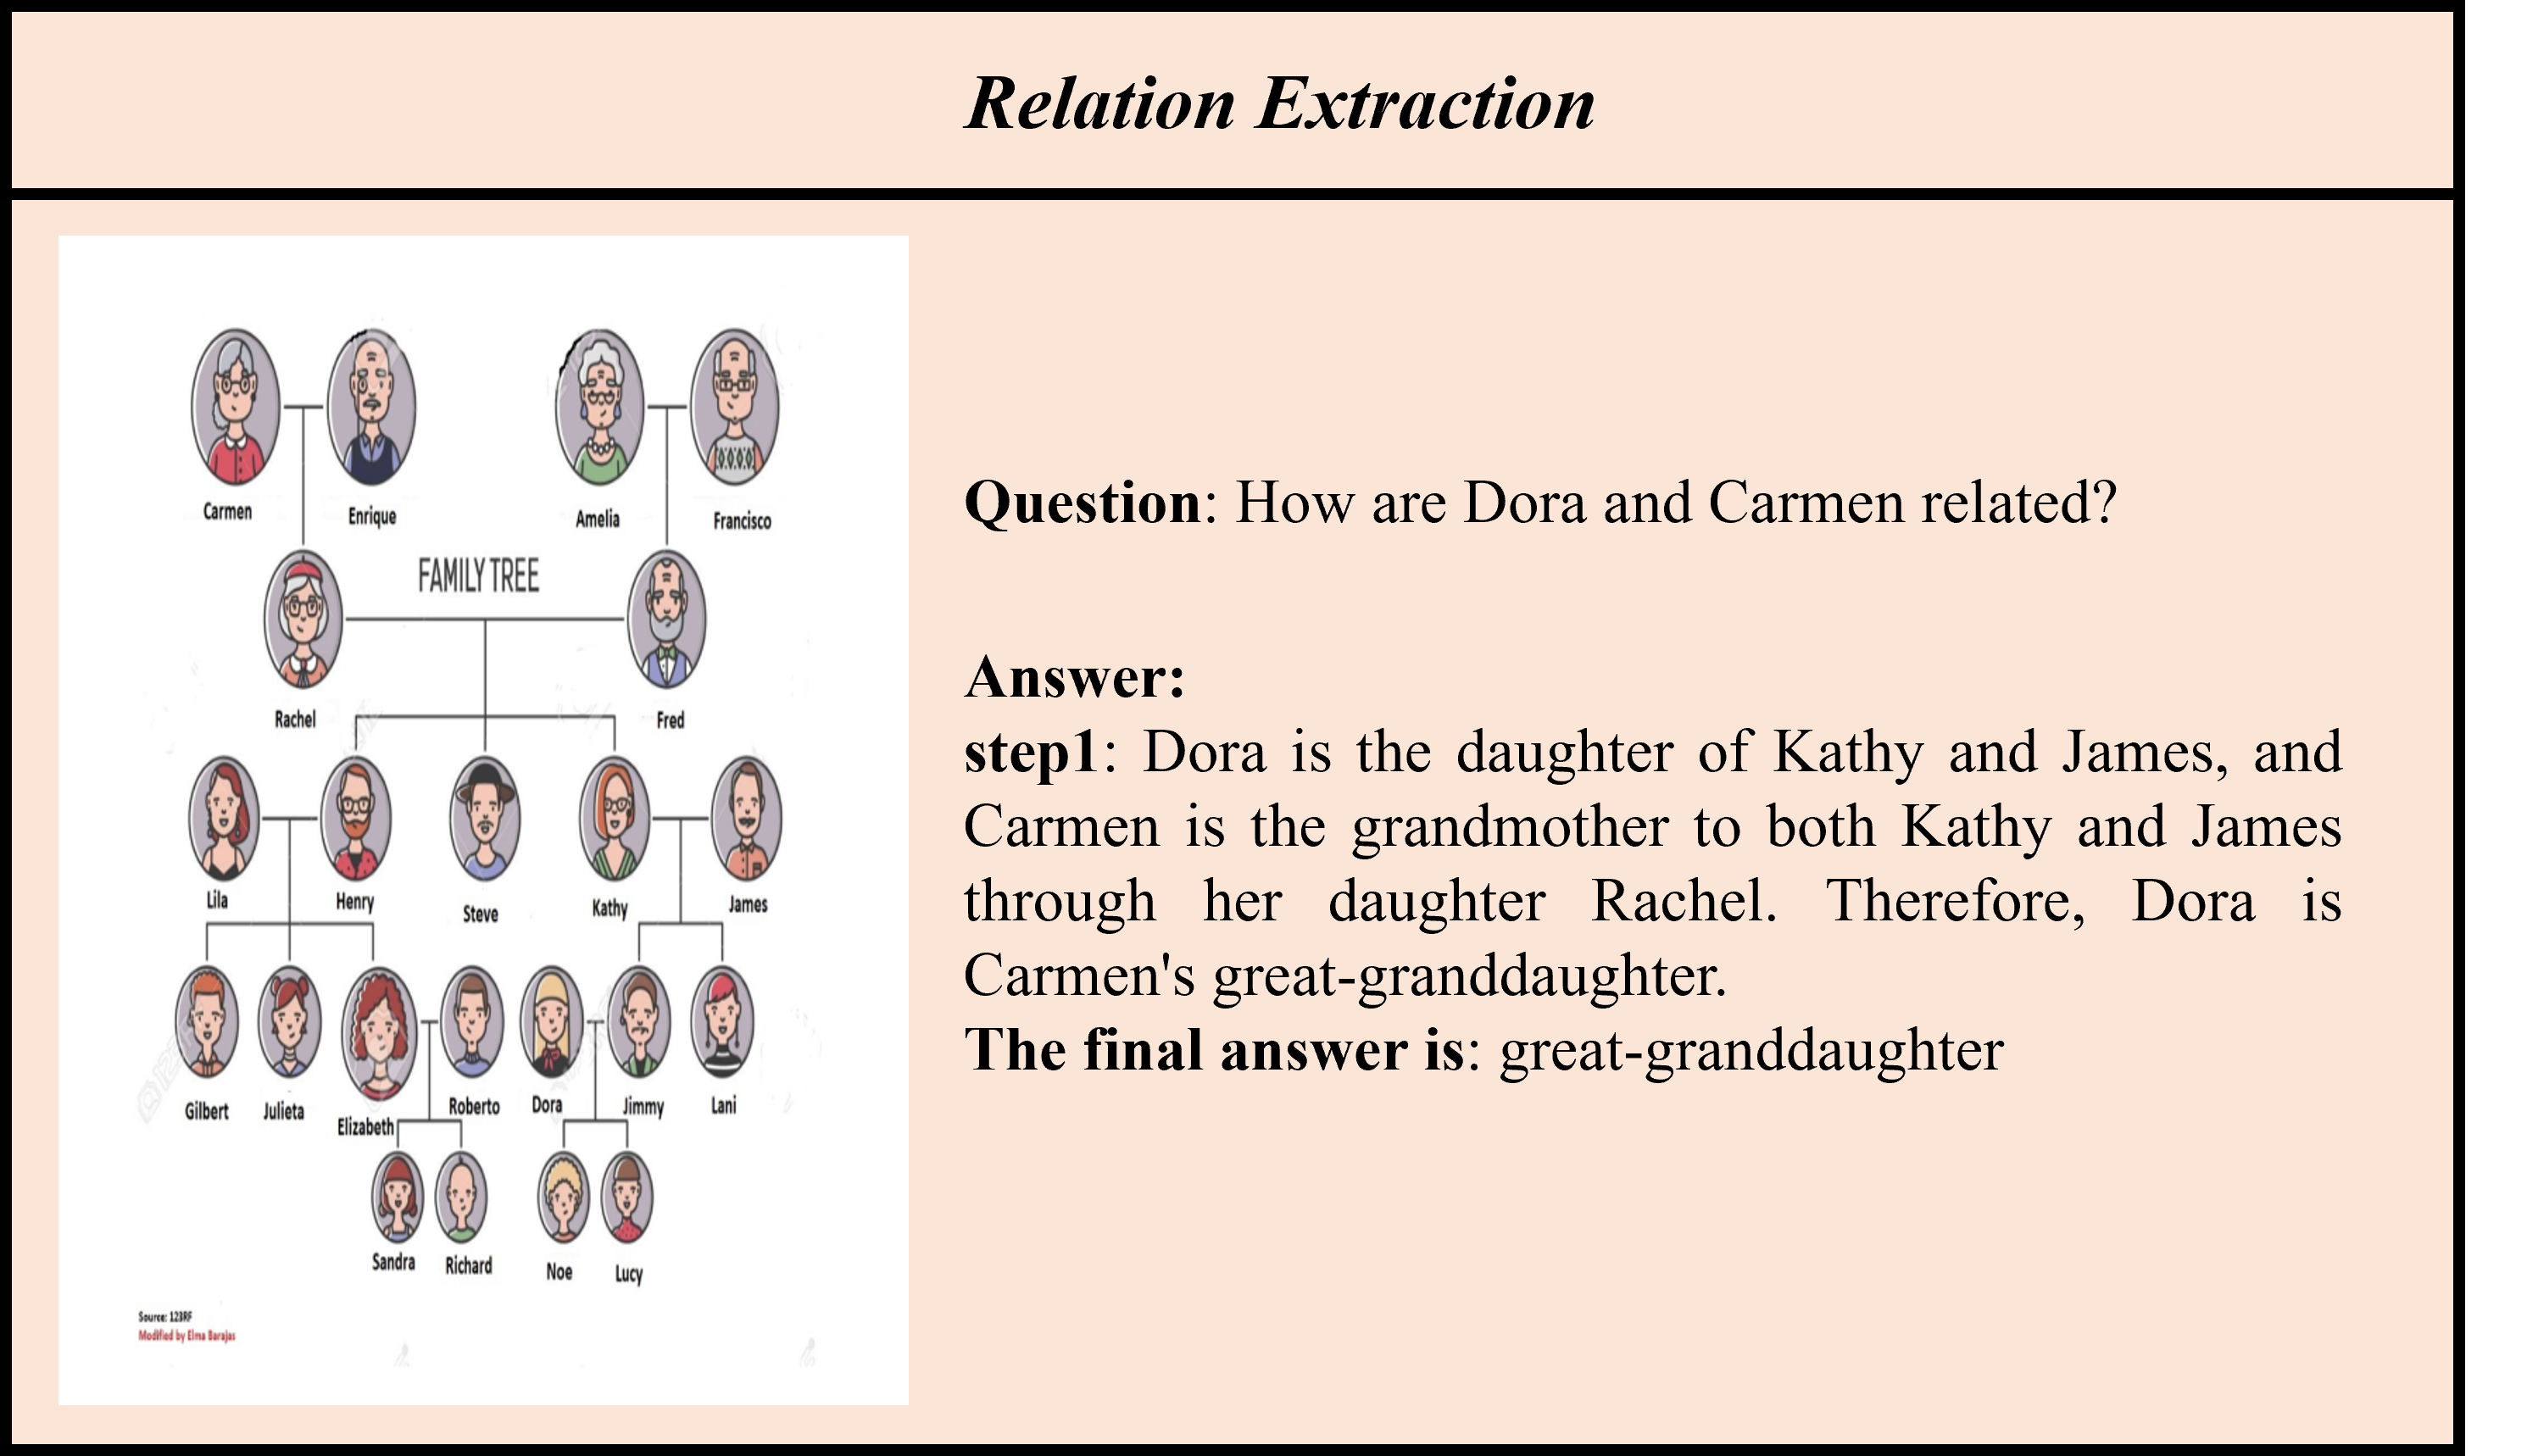 Relation Extraction
Carmen
Enrique
Amelia
Francisco
FAMILY TREE
Rachel
Fred
Lila
Henry
Steve
Kathy
James
Gilbert
Julieta
Elizabeth
Roberto
Dora
Jimmy
Lani
Sandra
Richard
Noe
Lucy
Source: 123RF
Modified by Elma Barajas
Question: How are Dora and Carmen related?
Answer:
step1: Dora is the daughter of Kathy and James, and
Carmen is the grandmother to both Kathy and James
through her daughter Rachel. Therefore, Dora is
Carmen's great-granddaughter.
The final answer is: great-granddaughter